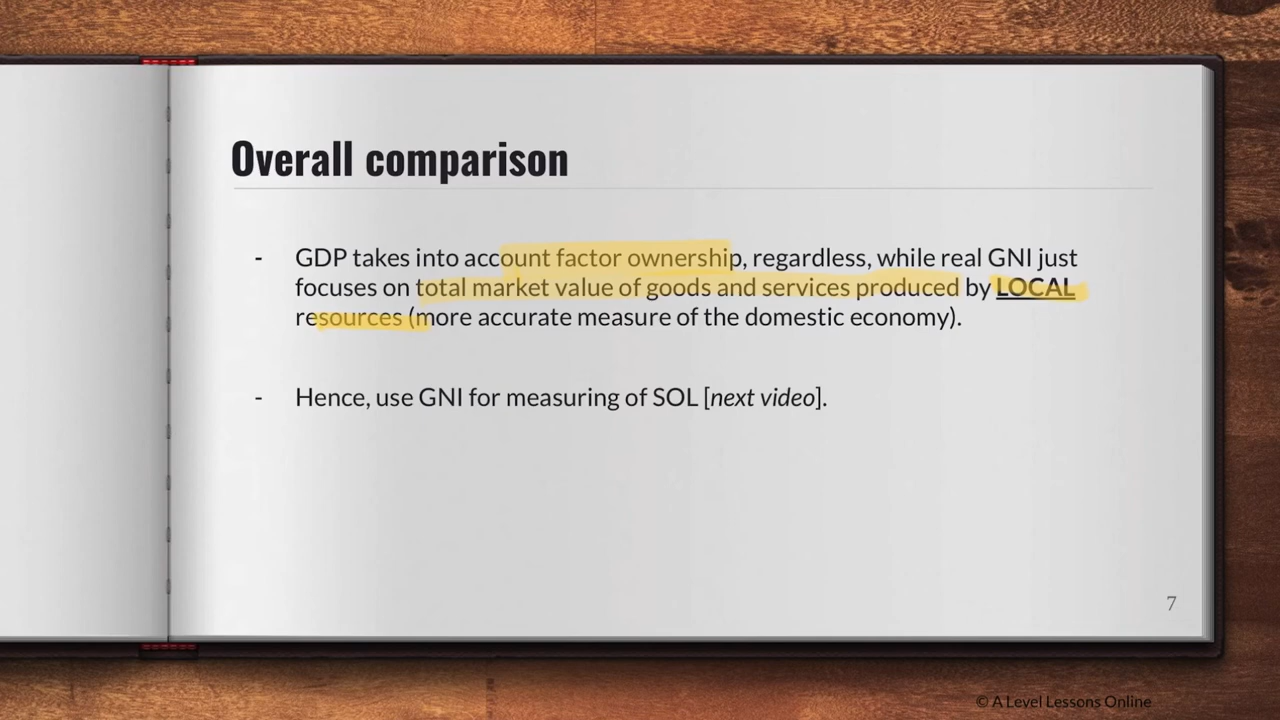 Overall comparison
- GDP takes into account factor ownership, regardless, while real GNI just
focuses on total market value of goods and services produced by LOCAL
resources (more accurate measure of the domestic economy).
- Hence, use GNI for measuring of SOL [next video].
7
© A Level Lessons Online